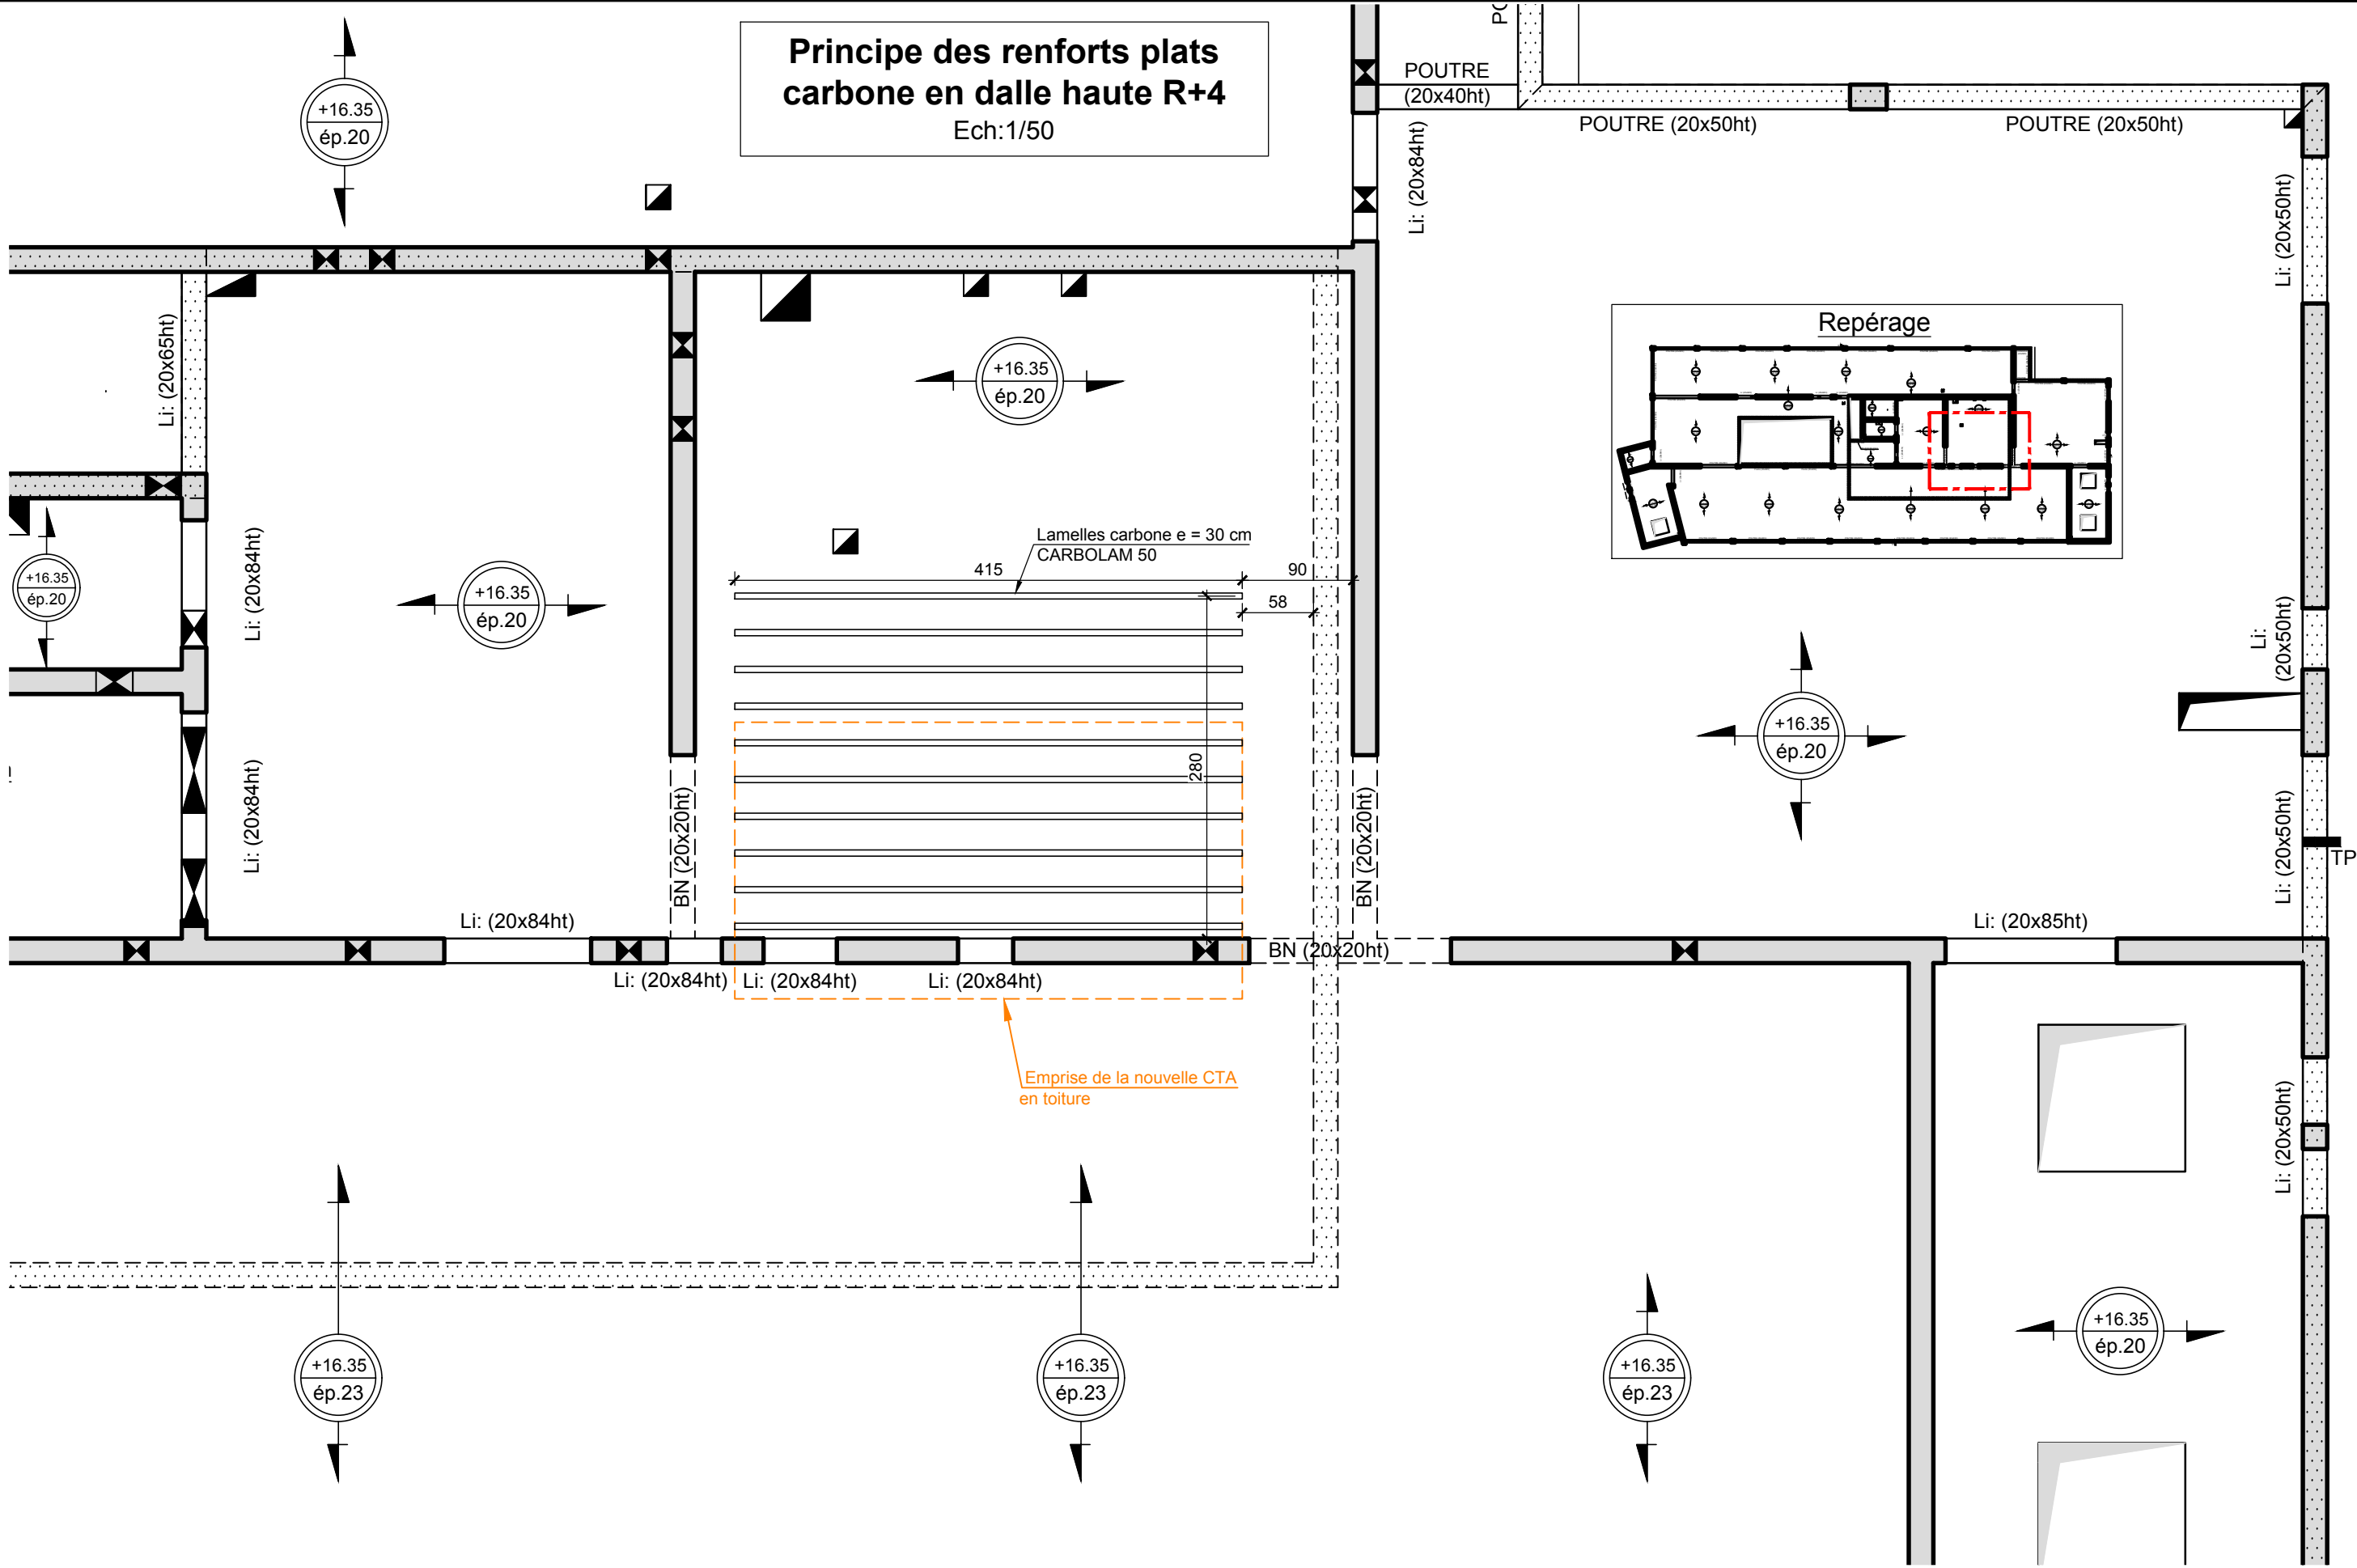 Principe des renforts plats
carbone en dalle haute R+4
Ech:1/50
+16.35
ép.20
POUTRE
(20x40ht)
POUTRE (20x50ht)
POUTRE (20x50ht)
Li: (20x84ht)
Li: (20x50ht)
Li: (20x65ht)
+16.35
ép.20
Repérage
Lamelles carbone e = 30 cm
CARBOLAM 50
415
90
58
280
+16.35
ép.20
Li: (20x84ht)
+16.35
ép.20
Li:
(20x50ht)
+16.35
ép.20
Li: (20x84ht)
BN (20x20ht)
BN (20x20ht)
Li: (20x50ht)
TP
Li: (20x84ht)
Li: (20x85ht)
BN (20x20ht)
Li: (20x84ht)
Li: (20x84ht)
Li: (20x84ht)
Emprise de la nouvelle CTA
en toiture
Li: (20x50ht)
+16.35
ép.23
+16.35
ép.23
+16.35
ép.23
+16.35
ép.20